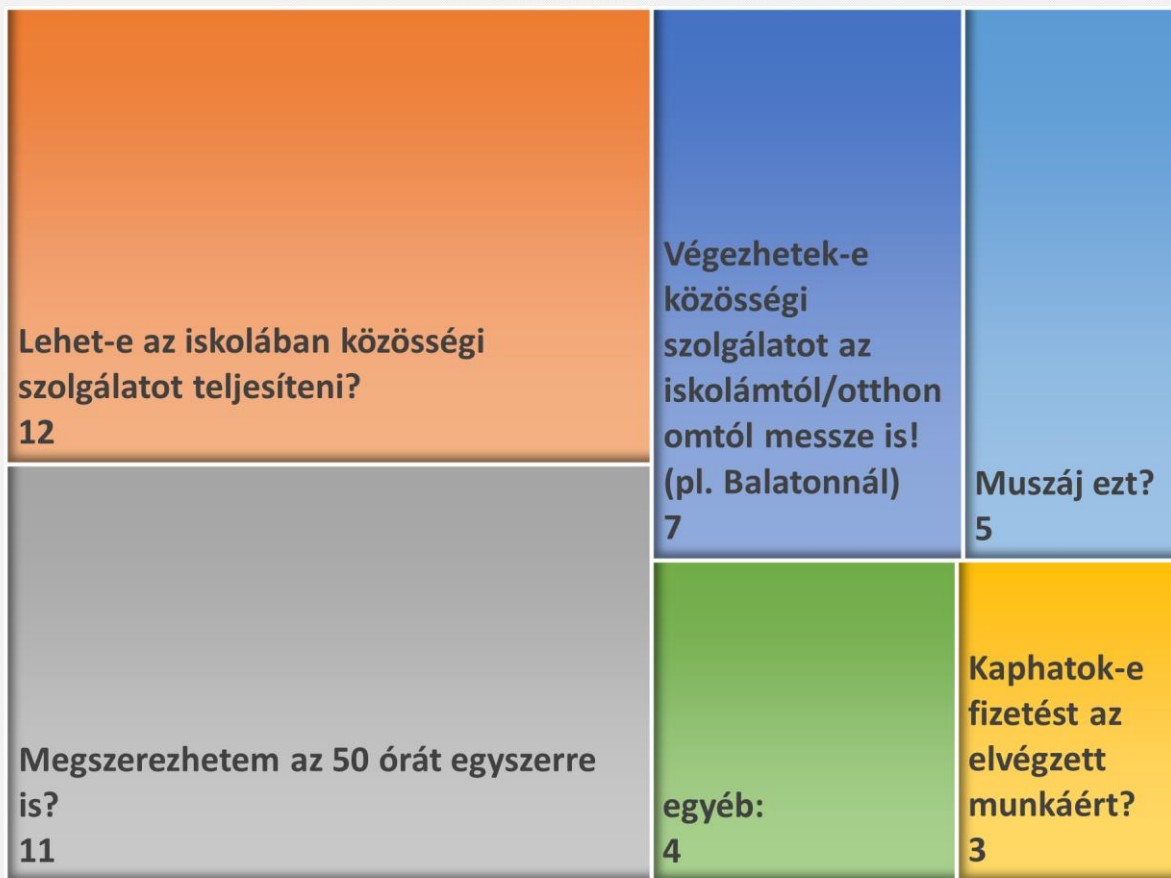 Lehet-e az iskolában közösségi
szolgálatot teljesíteni?
12
Megszerezhetem az 50 órát egyszerre
is?
11
Végezhetek-e
közösségi
szolgálatot az
iskolámtól/otthon
omtól messze is!
(pl. Balatonnál)
7
Muszáj ezt?
5
egyéb:
4
Kaphatok-e
fizetést az
elvégzett
munkáért?
3